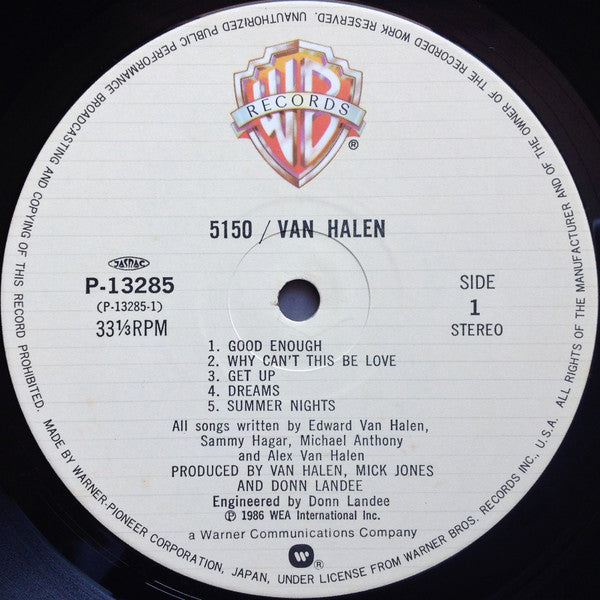 ALL RIGHTS OF THE MANUFACTURER AND OF THE OWNER OF THE RECORDED WORK RESERVED. UNAUTHORIZED PUBLIC PERFORMANCE BROADCASTING AND COPYING OF THIS RECORD PROHIBITED.
WB
RECORDS
®
5150 / VAN HALEN
JASRAC
P-13285
(P-13285-1)
33⅓RPM
SIDE
1
STEREO
1. GOOD ENOUGH
2. WHY CAN'T THIS BE LOVE
3. GET UP
4. DREAMS
5. SUMMER NIGHTS
All songs written by Edward Van Halen,
Sammy Hagar, Michael Anthony
and Alex Van Halen
PRODUCED BY VAN HALEN, MICK JONES
AND DONN LANDEE
Engineered by Donn Landee
℗ 1986 WEA International Inc.
a Warner Communications Company
®
MADE BY WARNER-PIONEER CORPORATION, JAPAN, UNDER LICENSE FROM WARNER BROS. RECORDS INC., U.S.A.